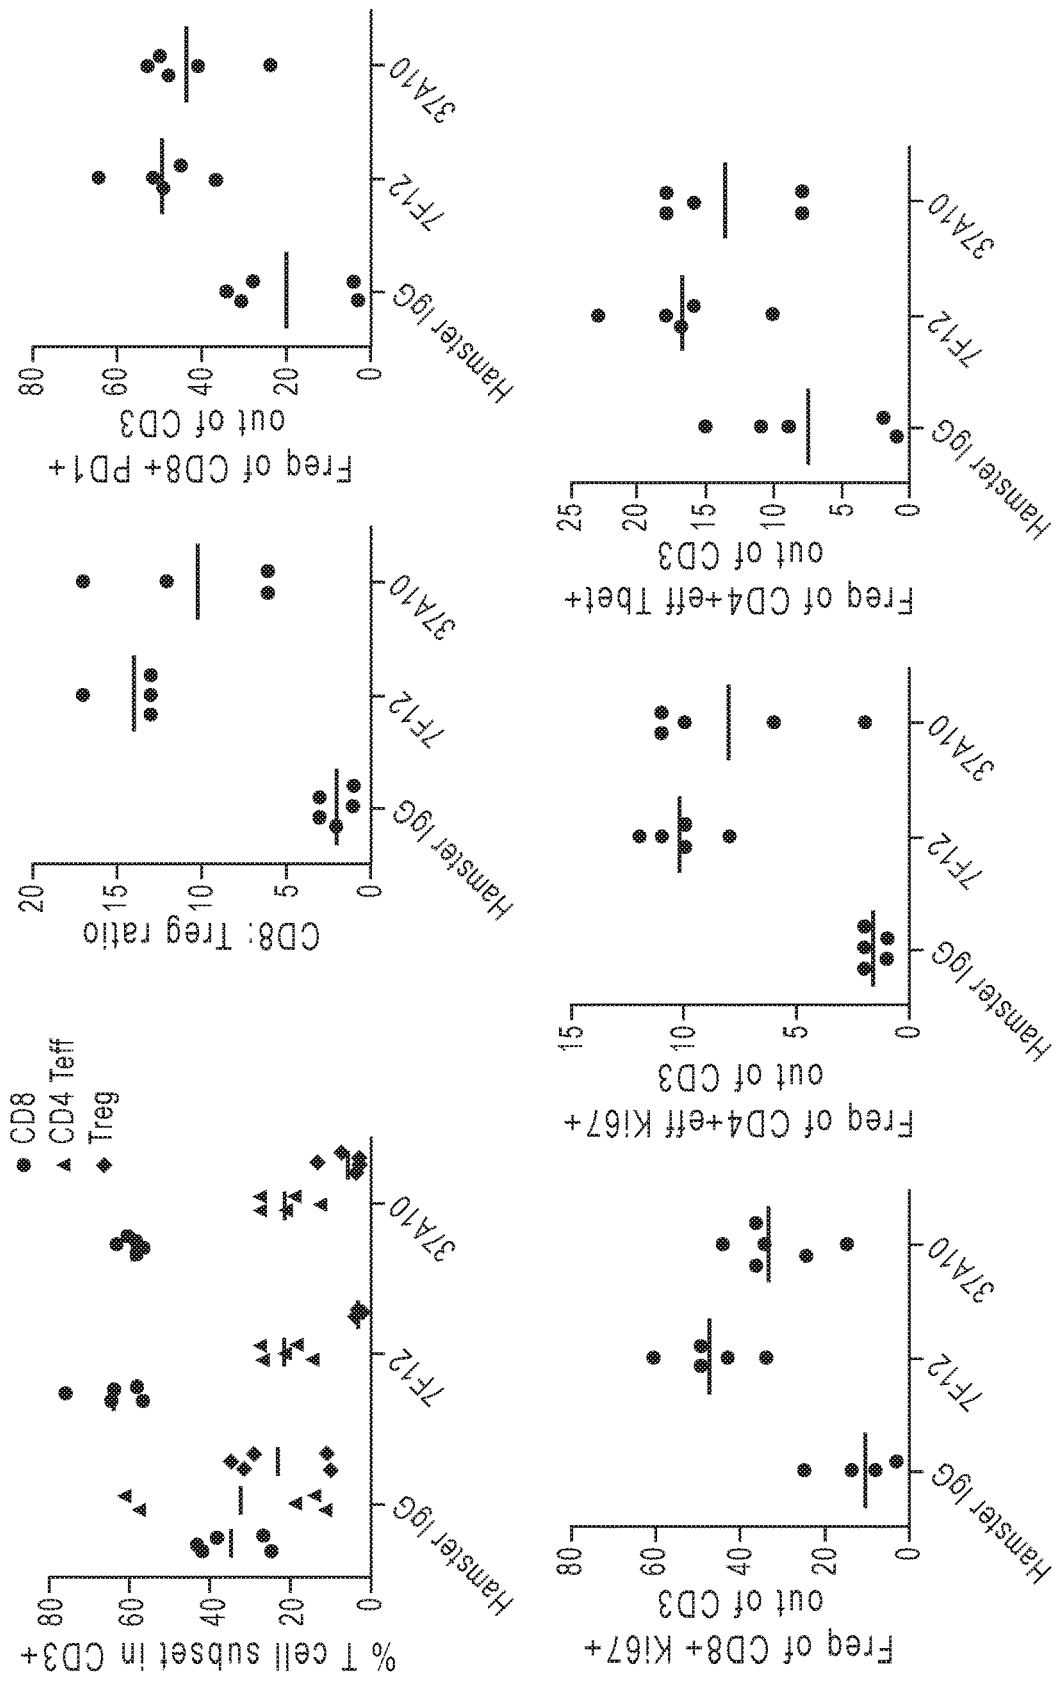 ● CD8
▲ CD4 Teff
◆ Treg
% T cell subset in CD3+
80
60
40
20
0
Hamster IgG
7F12
37A10
CD8: Treg ratio
20
15
10
5
0
Hamster IgG
7F12
37A10
Freq of CD8+ PD1+
out of CD3
80
60
40
20
0
Hamster IgG
7F12
37A10
Freq of CD8+ Ki67+
out of CD3
80
60
40
20
0
Hamster IgG
7F12
37A10
Freq of CD4+eff Ki67+
out of CD3
15
10
5
0
Hamster IgG
7F12
37A10
Freq of CD4+eff Tbet+
out of CD3
25
20
15
10
5
0
Hamster IgG
7F12
37A10